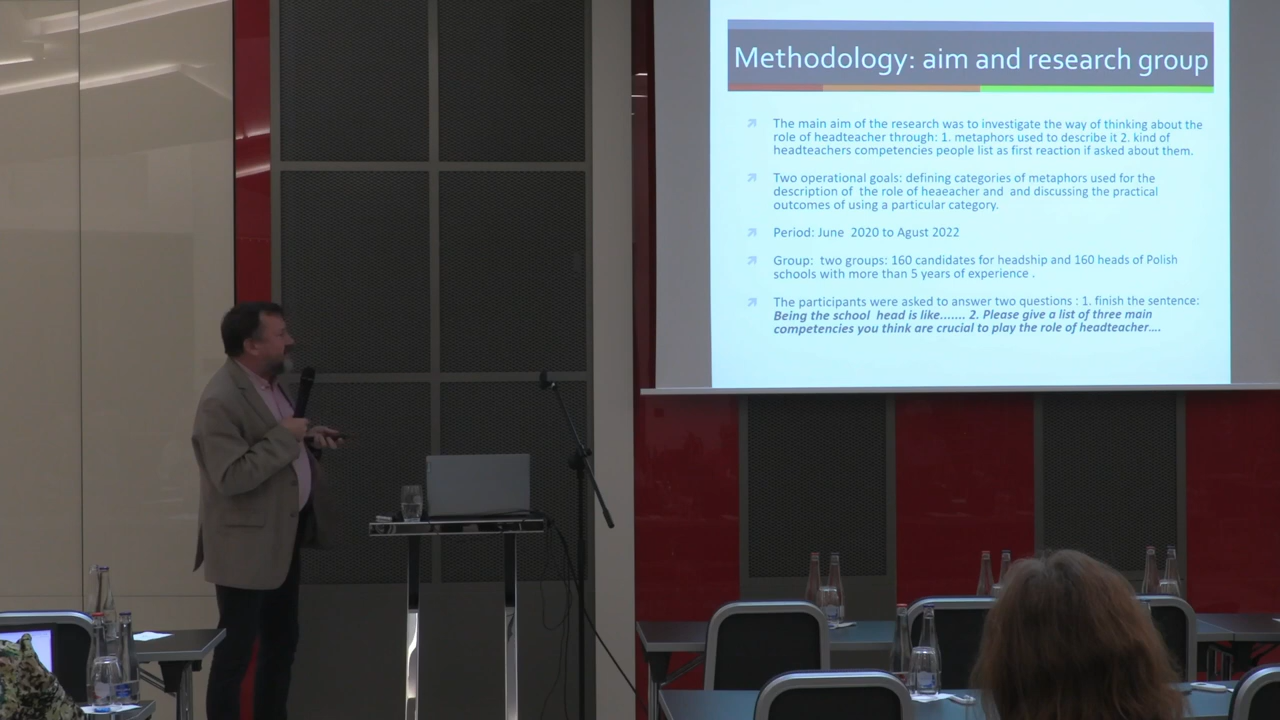 Methodology: aim and research group
The main aim of the research was to investigate the way of thinking about the
role of headteacher through: 1. metaphors used to describe it 2. kind of
headteachers competencies people list as first reaction if asked about them.
Two operational goals: defining categories of metaphors used for the
description of the role of heaeacher and and discussing the practical
outcomes of using a particular category.
Period: June 2020 to Agust 2022
Group: two groups: 160 candidates for headship and 160 heads of Polish
schools with more than 5 years of experience .
The participants were asked to answer two questions : 1. finish the sentence:
Being the school head is like....... 2. Please give a list of three main
competencies you think are crucial to play the role of headteacher....